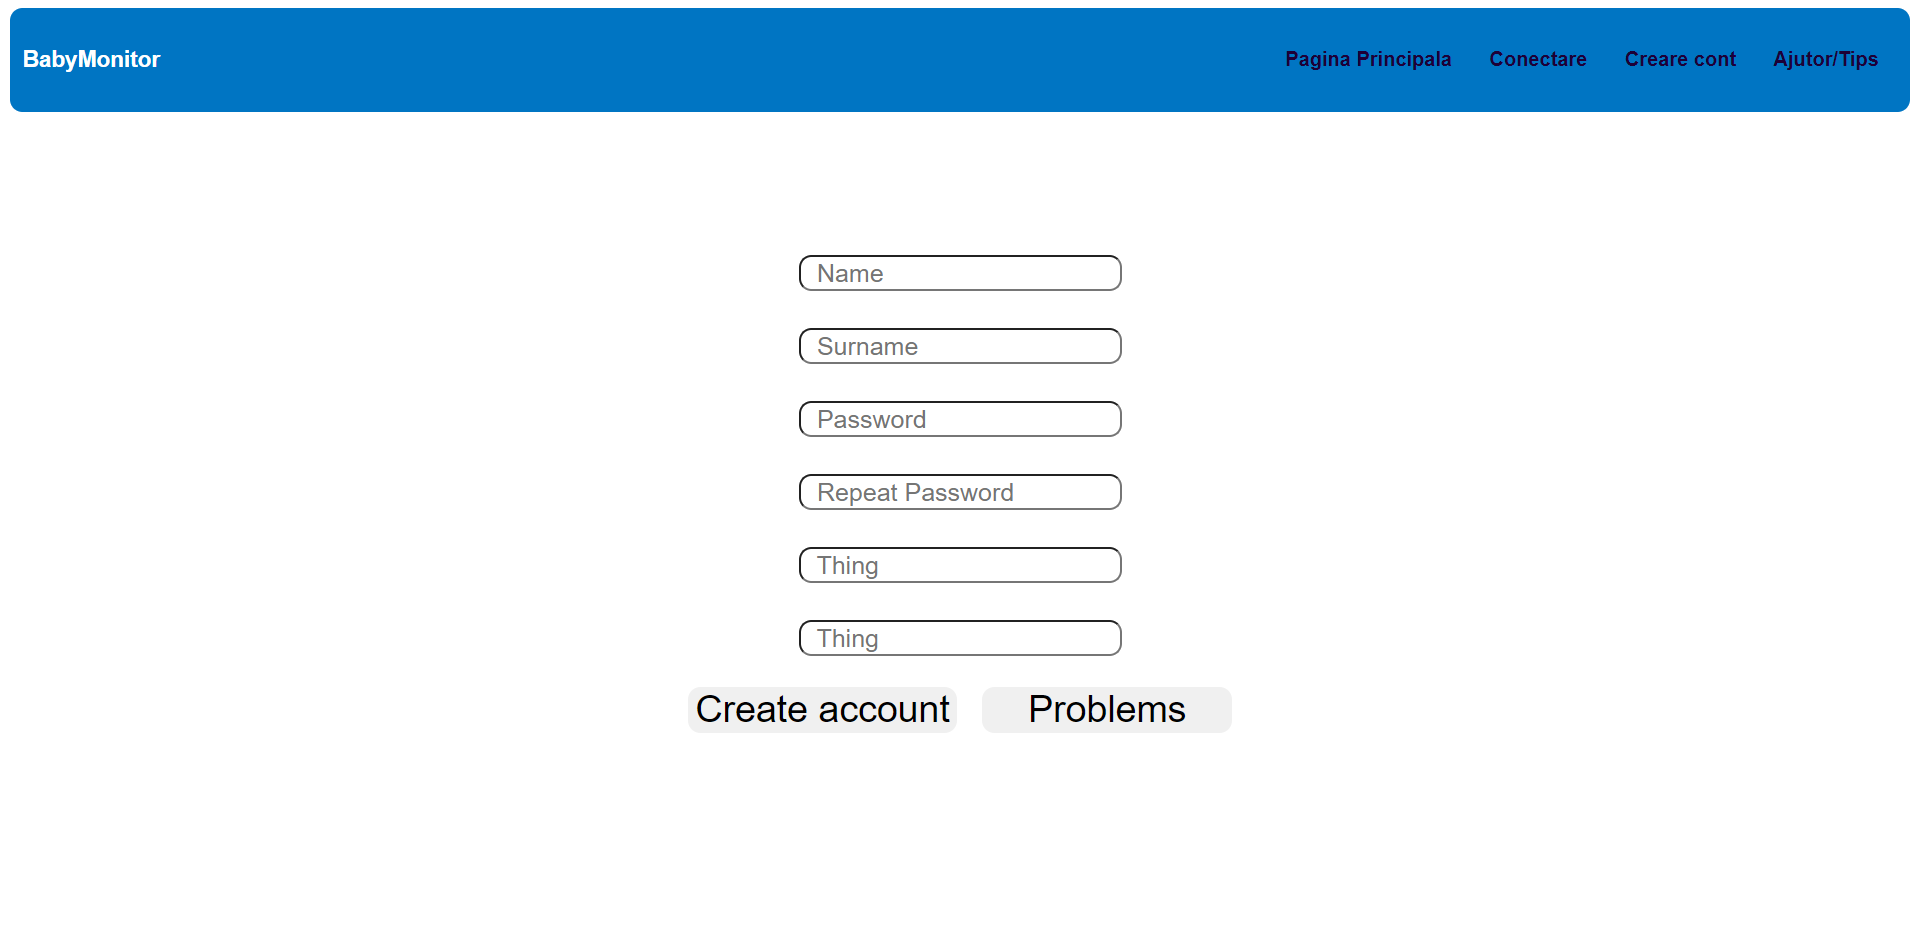 BabyMonitor Pagina Principala Conectare Creare cont Ajutor/Tips
Name
Surname
Password
Repeat Password
Thing
Thing
Create account Problems